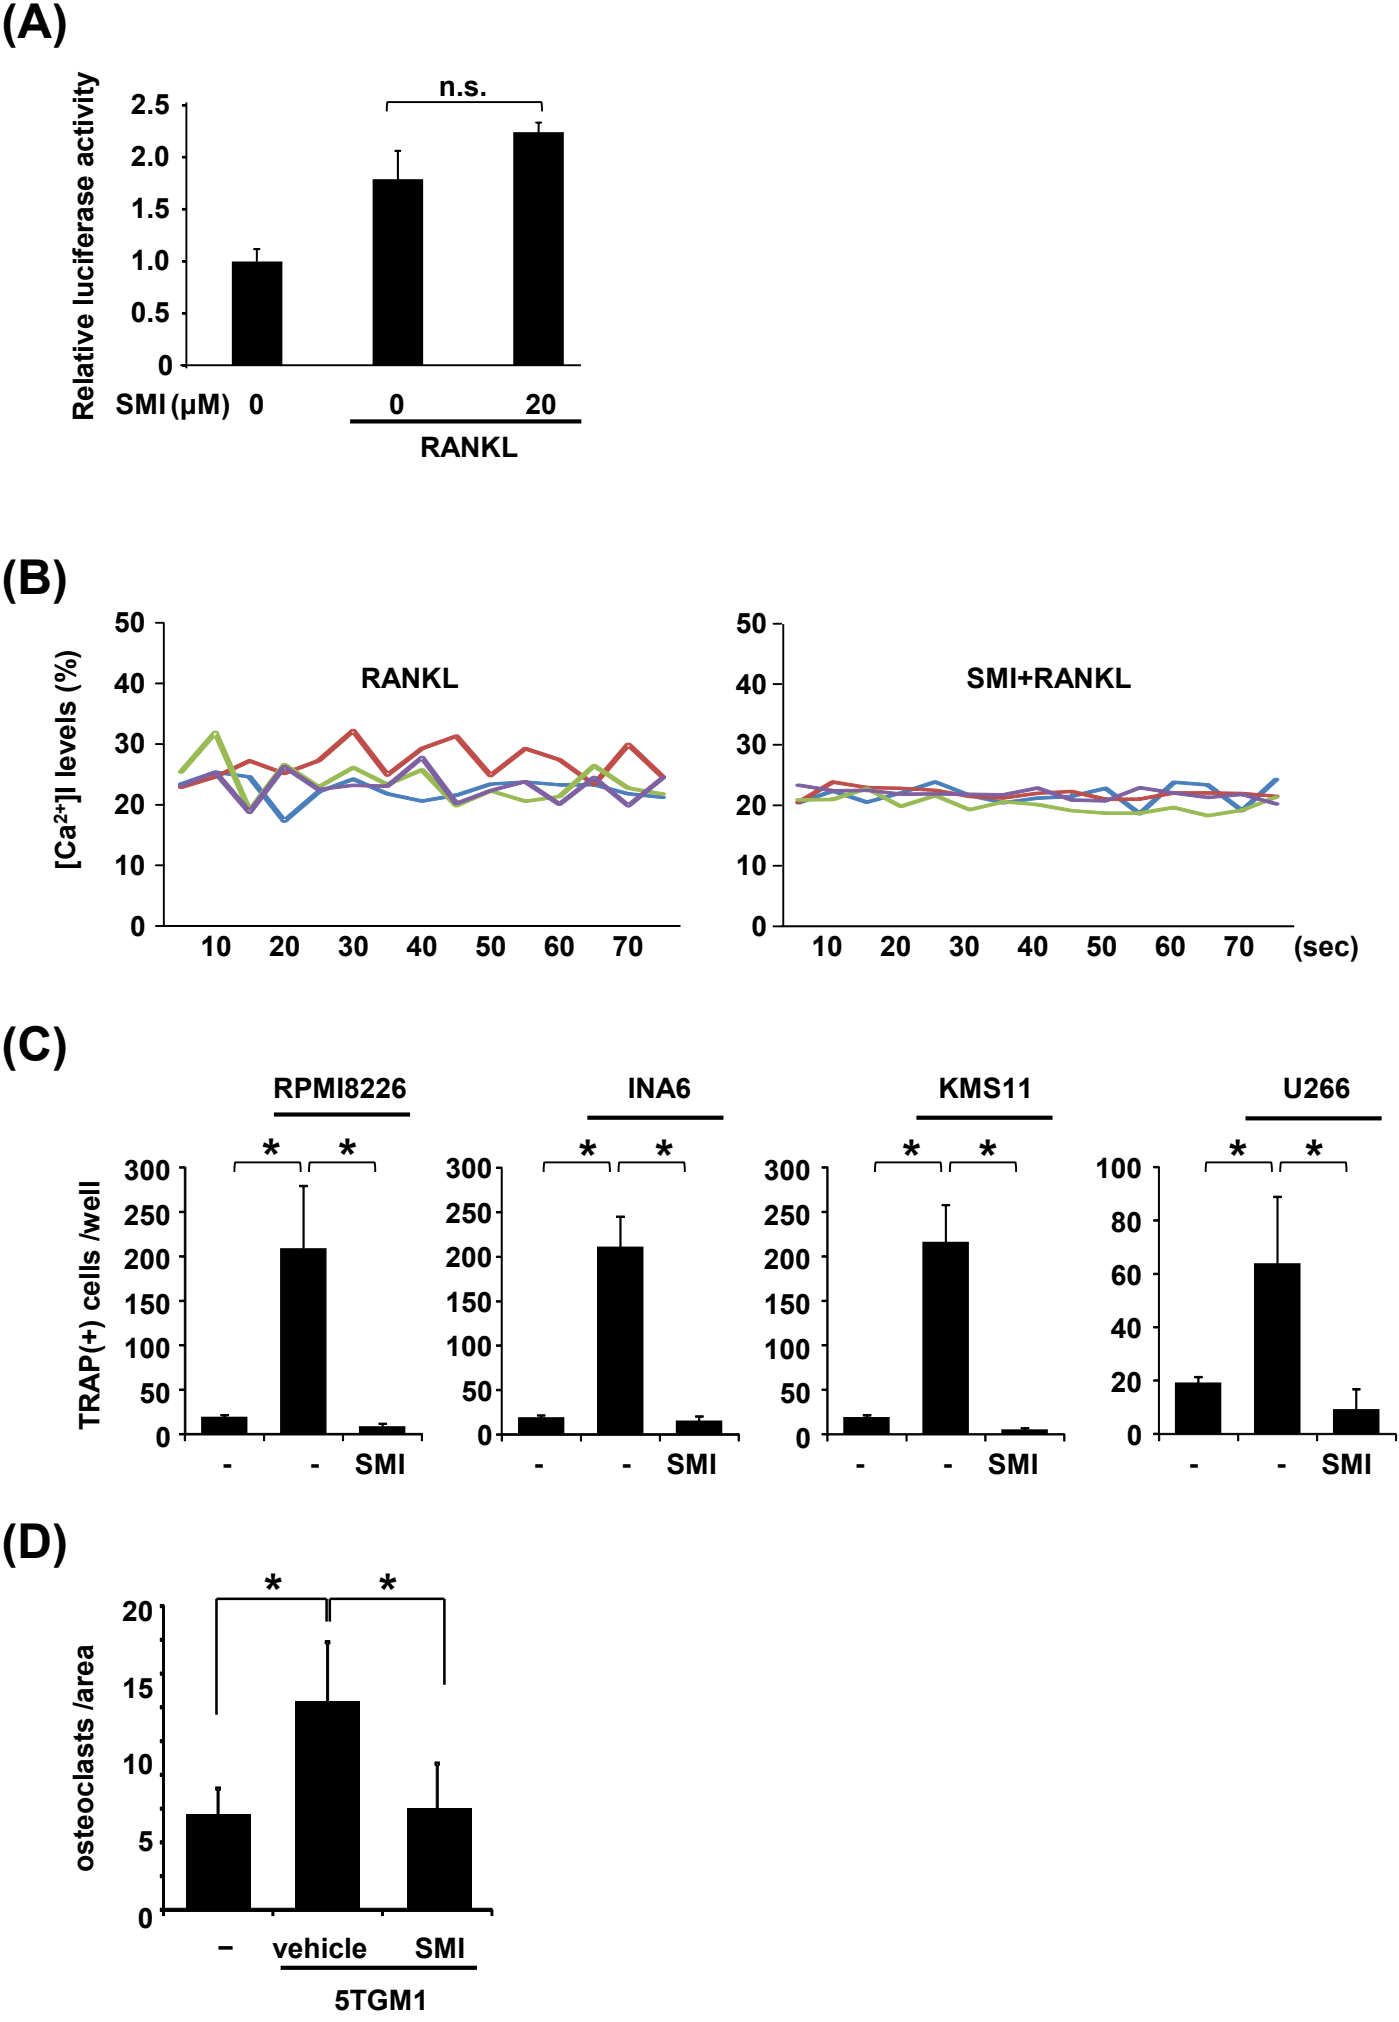 (A)
Relative luciferase activity
n.s.
2.5
2.0
1.5
1.0
0.5
0
SMI (μM) 0 0 20
RANKL
(B)
[Ca²⁺]I levels (%)
50
40
30
20
10
0
RANKL
10 20 30 40 50 60 70
50
40
30
20
10
0
SMI+RANKL
10 20 30 40 50 60 70 (sec)
(C)
TRAP(+) cells /well
RPMI8226
* *
300
250
200
150
100
50
0
- - SMI
INA6
* *
300
250
200
150
100
50
0
- - SMI
KMS11
* *
300
250
200
150
100
50
0
- - SMI
U266
* *
100
80
60
40
20
0
- - SMI
(D)
osteoclasts /area
* *
20
15
10
5
0
– vehicle SMI
5TGM1